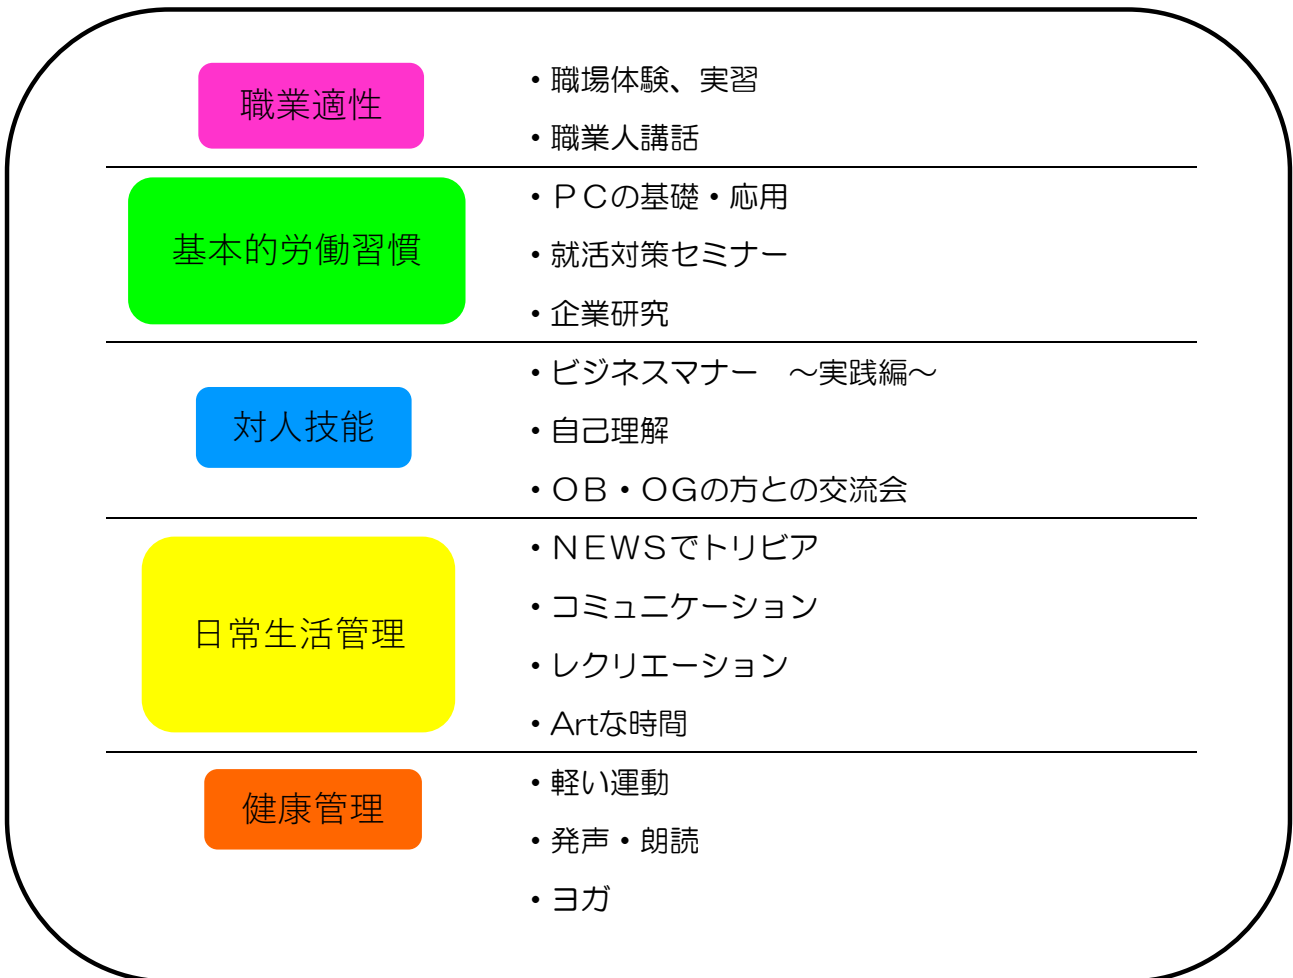 職業適性
・職場体験、実習
・職業人講話
基本的労働習慣
・ＰＣの基礎・応用
・就活対策セミナー
・企業研究
対人技能
・ビジネスマナー　～実践編～
・自己理解
・ＯＢ・ＯＧの方との交流会
日常生活管理
・ＮＥＷＳでトリビア
・コミュニケーション
・レクリエーション
・Artな時間
健康管理
・軽い運動
・発声・朗読
・ヨガ